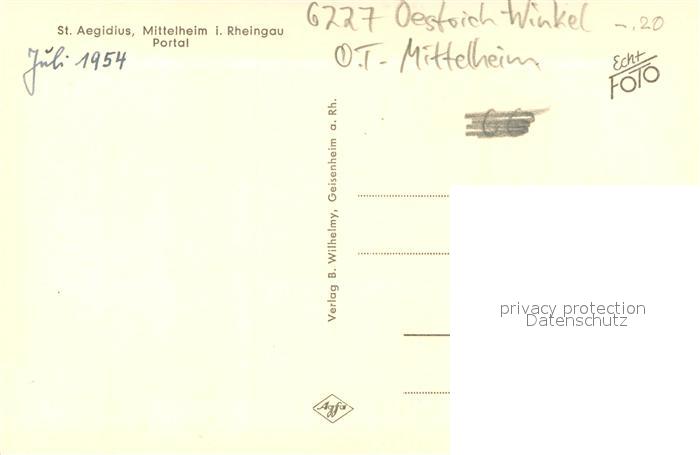 St. Aegidius, Mittelheim i. Rheingau
Portal
Juli 1954
6227 Oestrich-Winkel
O.T- Mittelheim
-.20
Echt
FOTO
Verlag B. Wilhelmy, Geisenheim a. Rh.
privacy protection
Datenschutz
Agfa